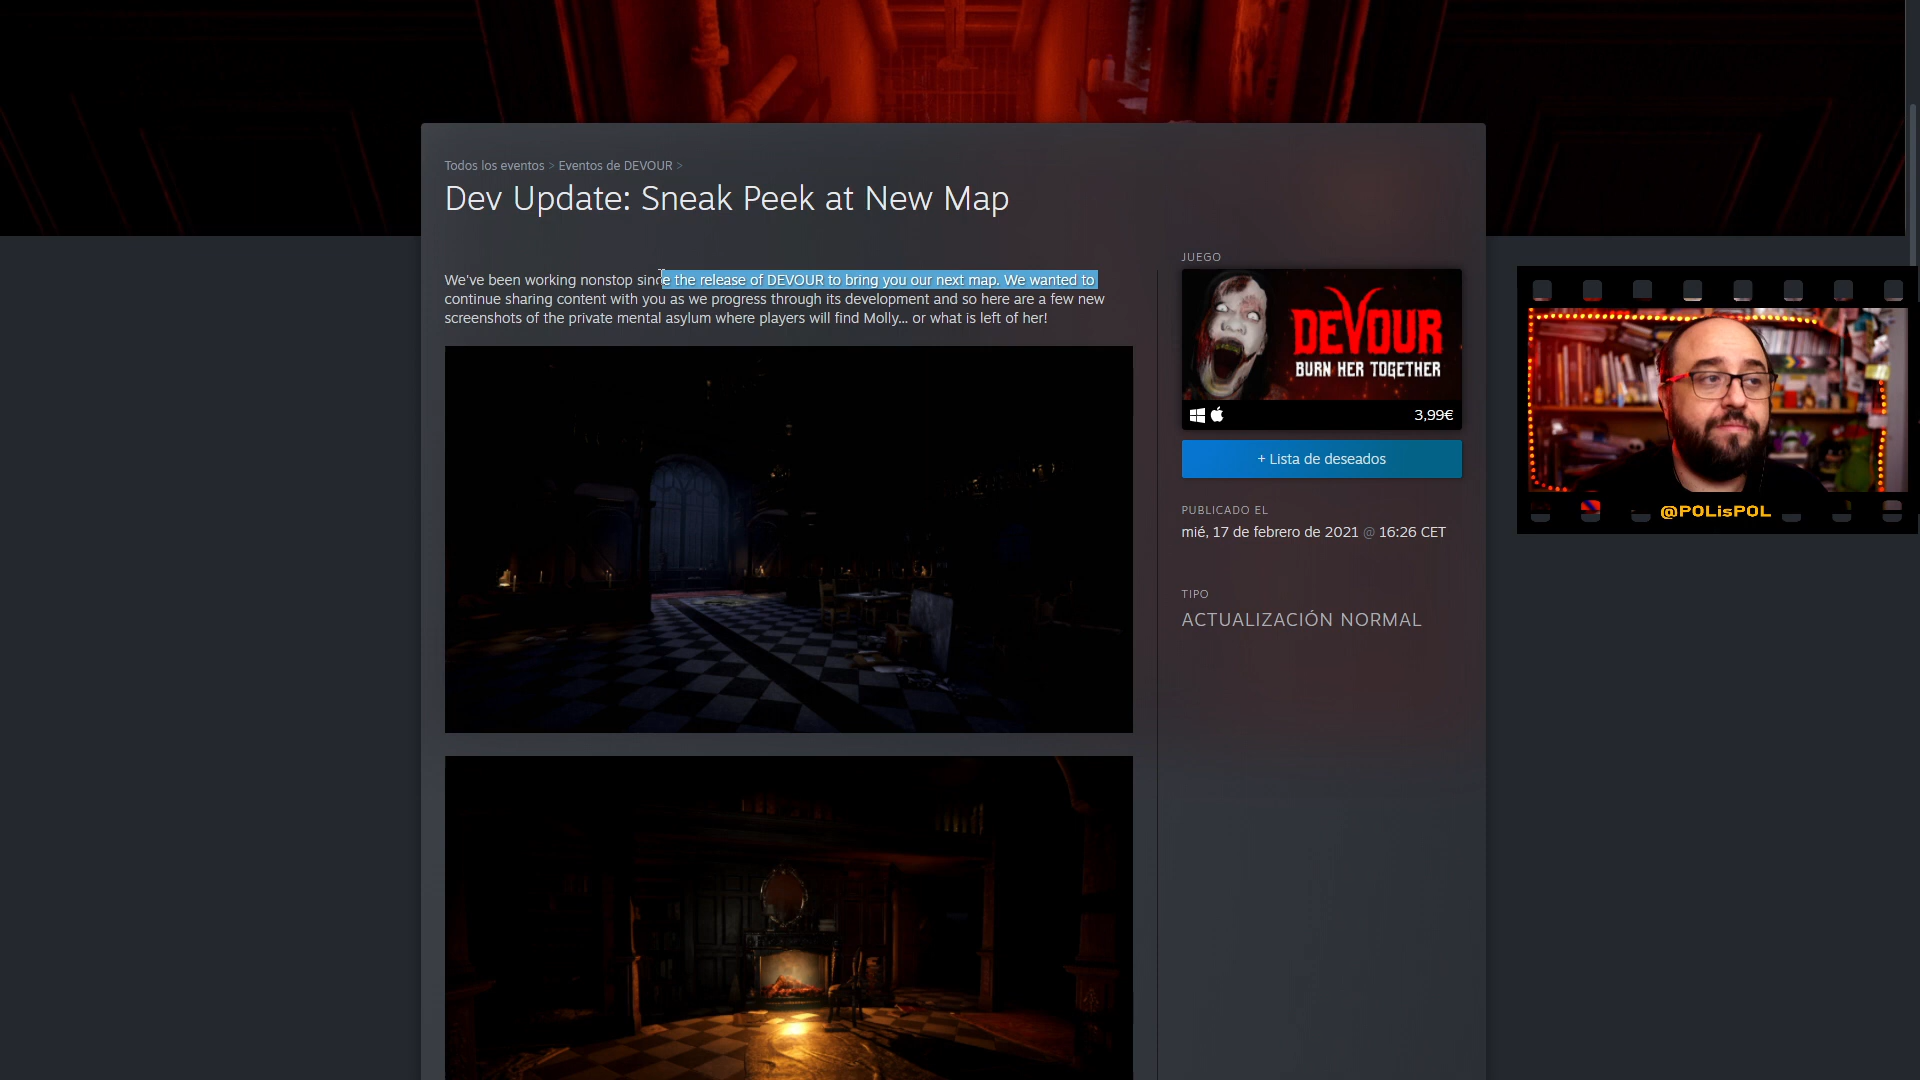 Todos los eventos > Eventos de DEVOUR >
Dev Update: Sneak Peek at New Map
We've been working nonstop since the release of DEVOUR to bring you our next map. We wanted to
continue sharing content with you as we progress through its development and so here are a few new
screenshots of the private mental asylum where players will find Molly... or what is left of her!
JUEGO
DEVOUR
BURN HER TOGETHER
3,99€
+ Lista de deseados
PUBLICADO EL
mié, 17 de febrero de 2021 @ 16:26 CET
TIPO
ACTUALIZACIÓN NORMAL
@POLisPOL